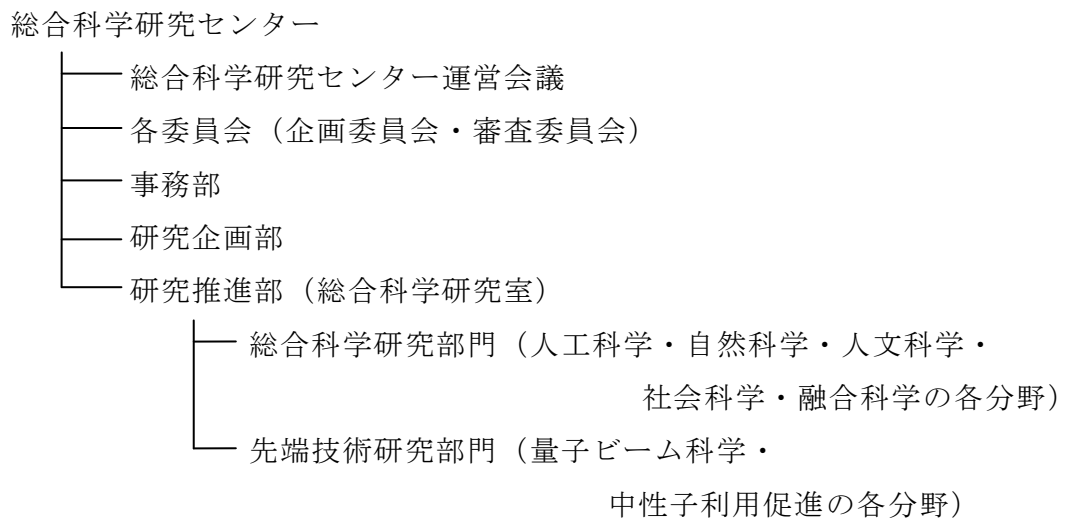 総合科学研究センター
総合科学研究センター運営会議
各委員会（企画委員会・審査委員会）
事務部
研究企画部
研究推進部（総合科学研究室）
総合科学研究部門（人工科学・自然科学・人文科学・
社会科学・融合科学の各分野）
先端技術研究部門（量子ビーム科学・
中性子利用促進の各分野）